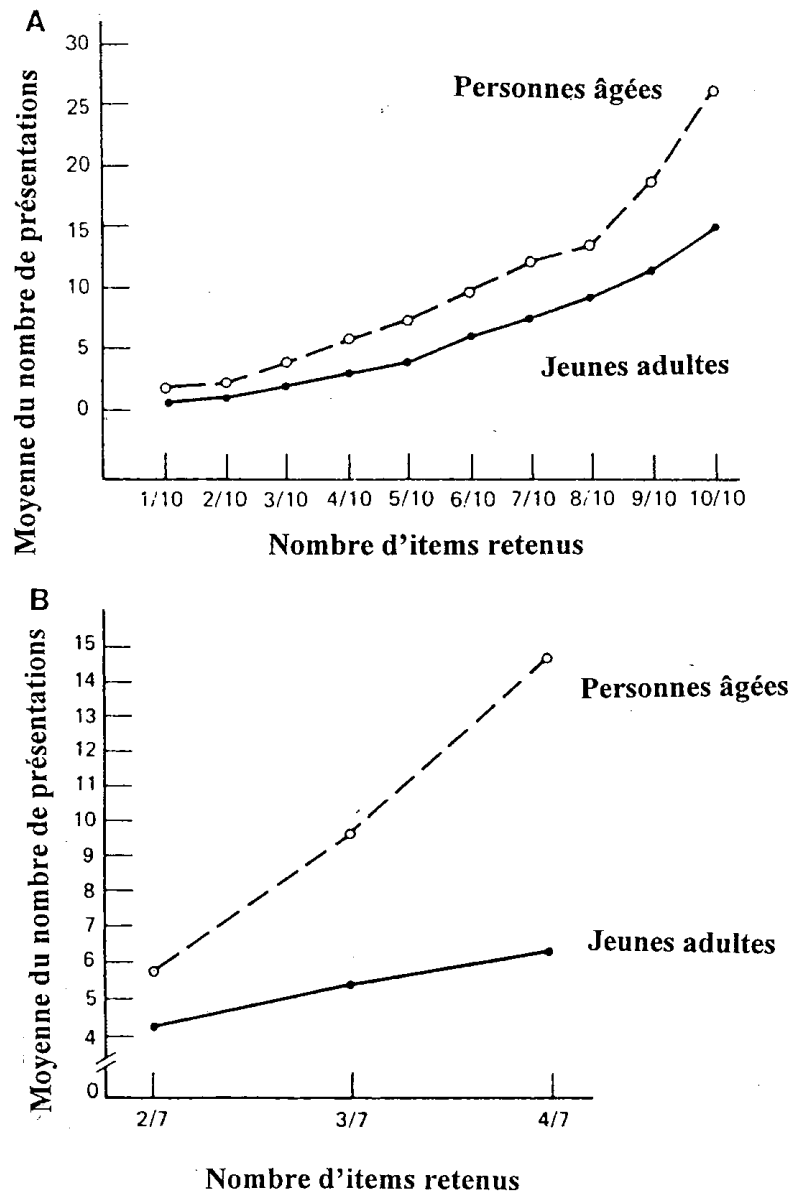 A
Moyenne du nombre de présentations
30
25
20
15
10
5
0
Personnes âgées
Jeunes adultes
1/10 2/10 3/10 4/10 5/10 6/10 7/10 8/10 9/10 10/10
Nombre d'items retenus
B
Moyenne du nombre de présentations
15
14
13
12
11
10
9
8
7
6
5
4
0
Personnes âgées
Jeunes adultes
2/7 3/7 4/7
Nombre d'items retenus